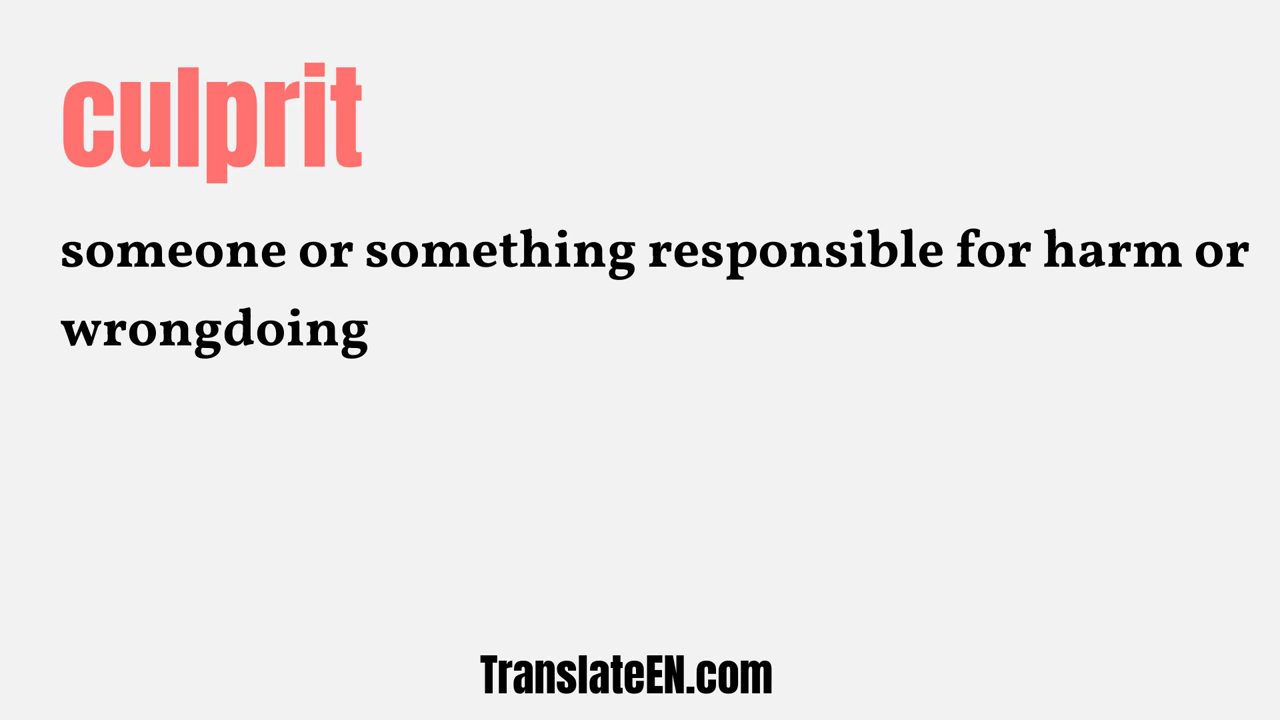 culprit
someone or something responsible for harm or
wrongdoing
TranslateEN.com